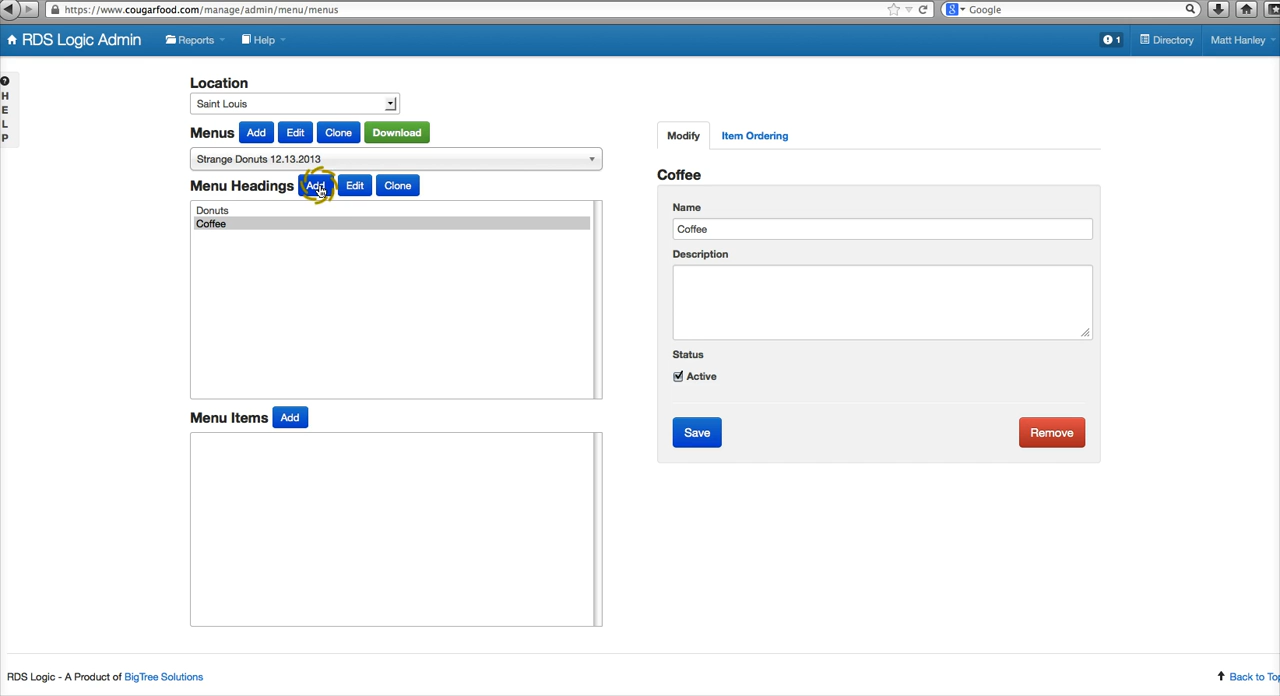 https://www.cougarfood.com/manage/admin/menu/menus
Google
RDS Logic Admin
Reports
Help
1
Directory
Matt Hanley
HELP
Location
Saint Louis
Menus
Add
Edit
Clone
Download
Strange Donuts 12.13.2013
Menu Headings
Add
Edit
Clone
Donuts
Coffee
Menu Items
Add
Modify
Item Ordering
Coffee
Name
Coffee
Description
Status
Active
Save
Remove
RDS Logic - A Product of BigTree Solutions
Back to Top